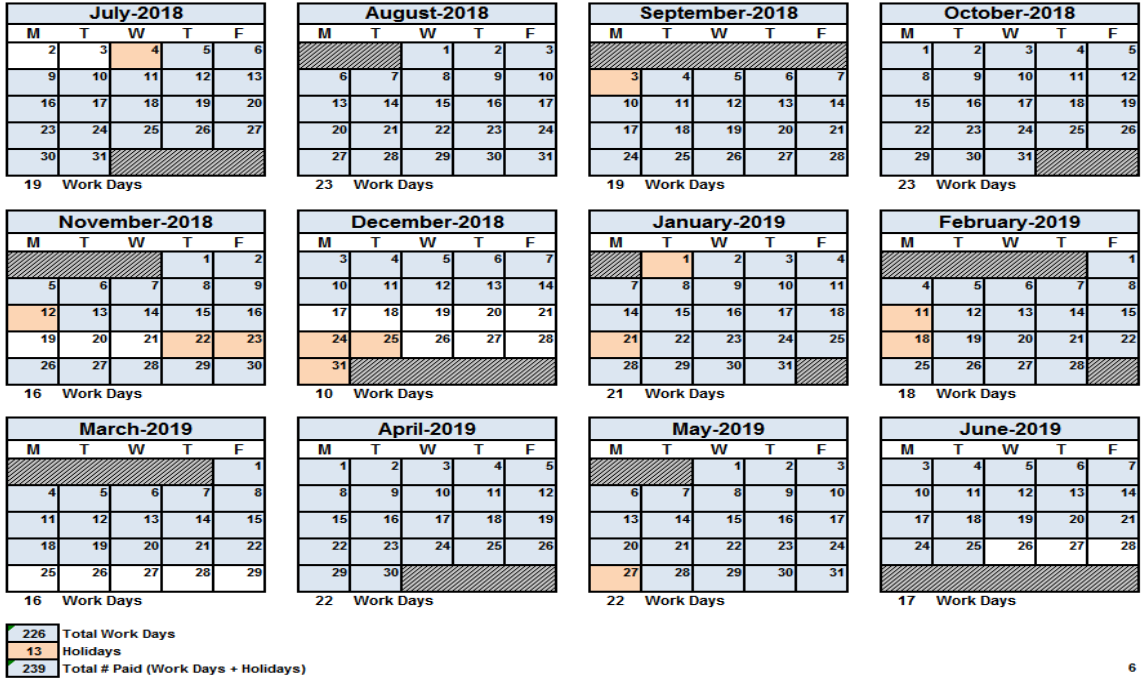 July-2018 August-2018 September-2018 October-2018
M T W T F M T W T F M T W T F M T W T F
2 3 4 5 6 1 2 3 1 2 3 4 5
9 10 11 12 13 6 7 8 9 10 3 4 5 6 7 8 9 10 11 12
16 17 18 19 20 13 14 15 16 17 10 11 12 13 14 15 16 17 18 19
23 24 25 26 27 20 21 22 23 24 17 18 19 20 21 22 23 24 25 26
30 31 27 28 29 30 31 24 25 26 27 28 29 30 31
19 Work Days 23 Work Days 19 Work Days 23 Work Days
November-2018 December-2018 January-2019 February-2019
M T W T F M T W T F M T W T F M T W T F
1 2 3 4 5 6 7 1 2 3 4 1
5 6 7 8 9 10 11 12 13 14 7 8 9 10 11 4 5 6 7 8
12 13 14 15 16 17 18 19 20 21 14 15 16 17 18 11 12 13 14 15
19 20 21 22 23 24 25 26 27 28 21 22 23 24 25 18 19 20 21 22
26 27 28 29 30 31 28 29 30 31 25 26 27 28
16 Work Days 10 Work Days 21 Work Days 18 Work Days
March-2019 April-2019 May-2019 June-2019
M T W T F M T W T F M T W T F M T W T F
1 1 2 3 4 5 1 2 3 3 4 5 6 7
4 5 6 7 8 8 9 10 11 12 6 7 8 9 10 10 11 12 13 14
11 12 13 14 15 15 16 17 18 19 13 14 15 16 17 17 18 19 20 21
18 19 20 21 22 22 23 24 25 26 20 21 22 23 24 24 25 26 27 28
25 26 27 28 29 29 30 27 28 29 30 31
16 Work Days 22 Work Days 22 Work Days 17 Work Days
226 Total Work Days
13 Holidays
239 Total # Paid (Work Days + Holidays) 6